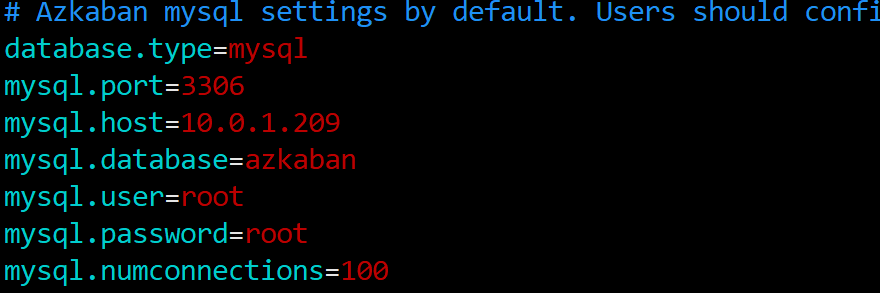 # Azkaban mysql settings by default. Users should confi
database.type=mysql
mysql.port=3306
mysql.host=10.0.1.209
mysql.database=azkaban
mysql.user=root
mysql.password=root
mysql.numconnections=100